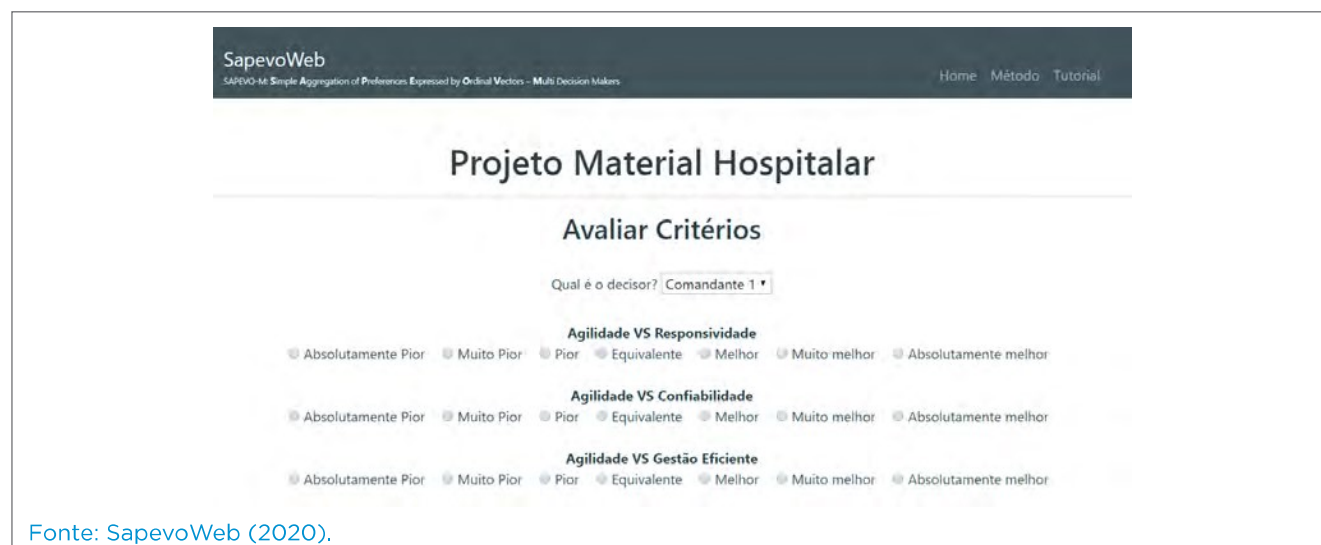 SapevoWeb
SAPEVO-M: Simple Aggregation of Preferences Expressed by Ordinal Vectors – Multi Decision Makers
Home Método Tutorial
Projeto Material Hospitalar
Avaliar Critérios
Qual é o decisor? Comandante 1
Agilidade VS Responsividade
Absolutamente Pior Muito Pior Pior Equivalente Melhor Muito melhor Absolutamente melhor
Agilidade VS Confiabilidade
Absolutamente Pior Muito Pior Pior Equivalente Melhor Muito melhor Absolutamente melhor
Agilidade VS Gestão Eficiente
Absolutamente Pior Muito Pior Pior Equivalente Melhor Muito melhor Absolutamente melhor
Fonte: SapevoWeb (2020).